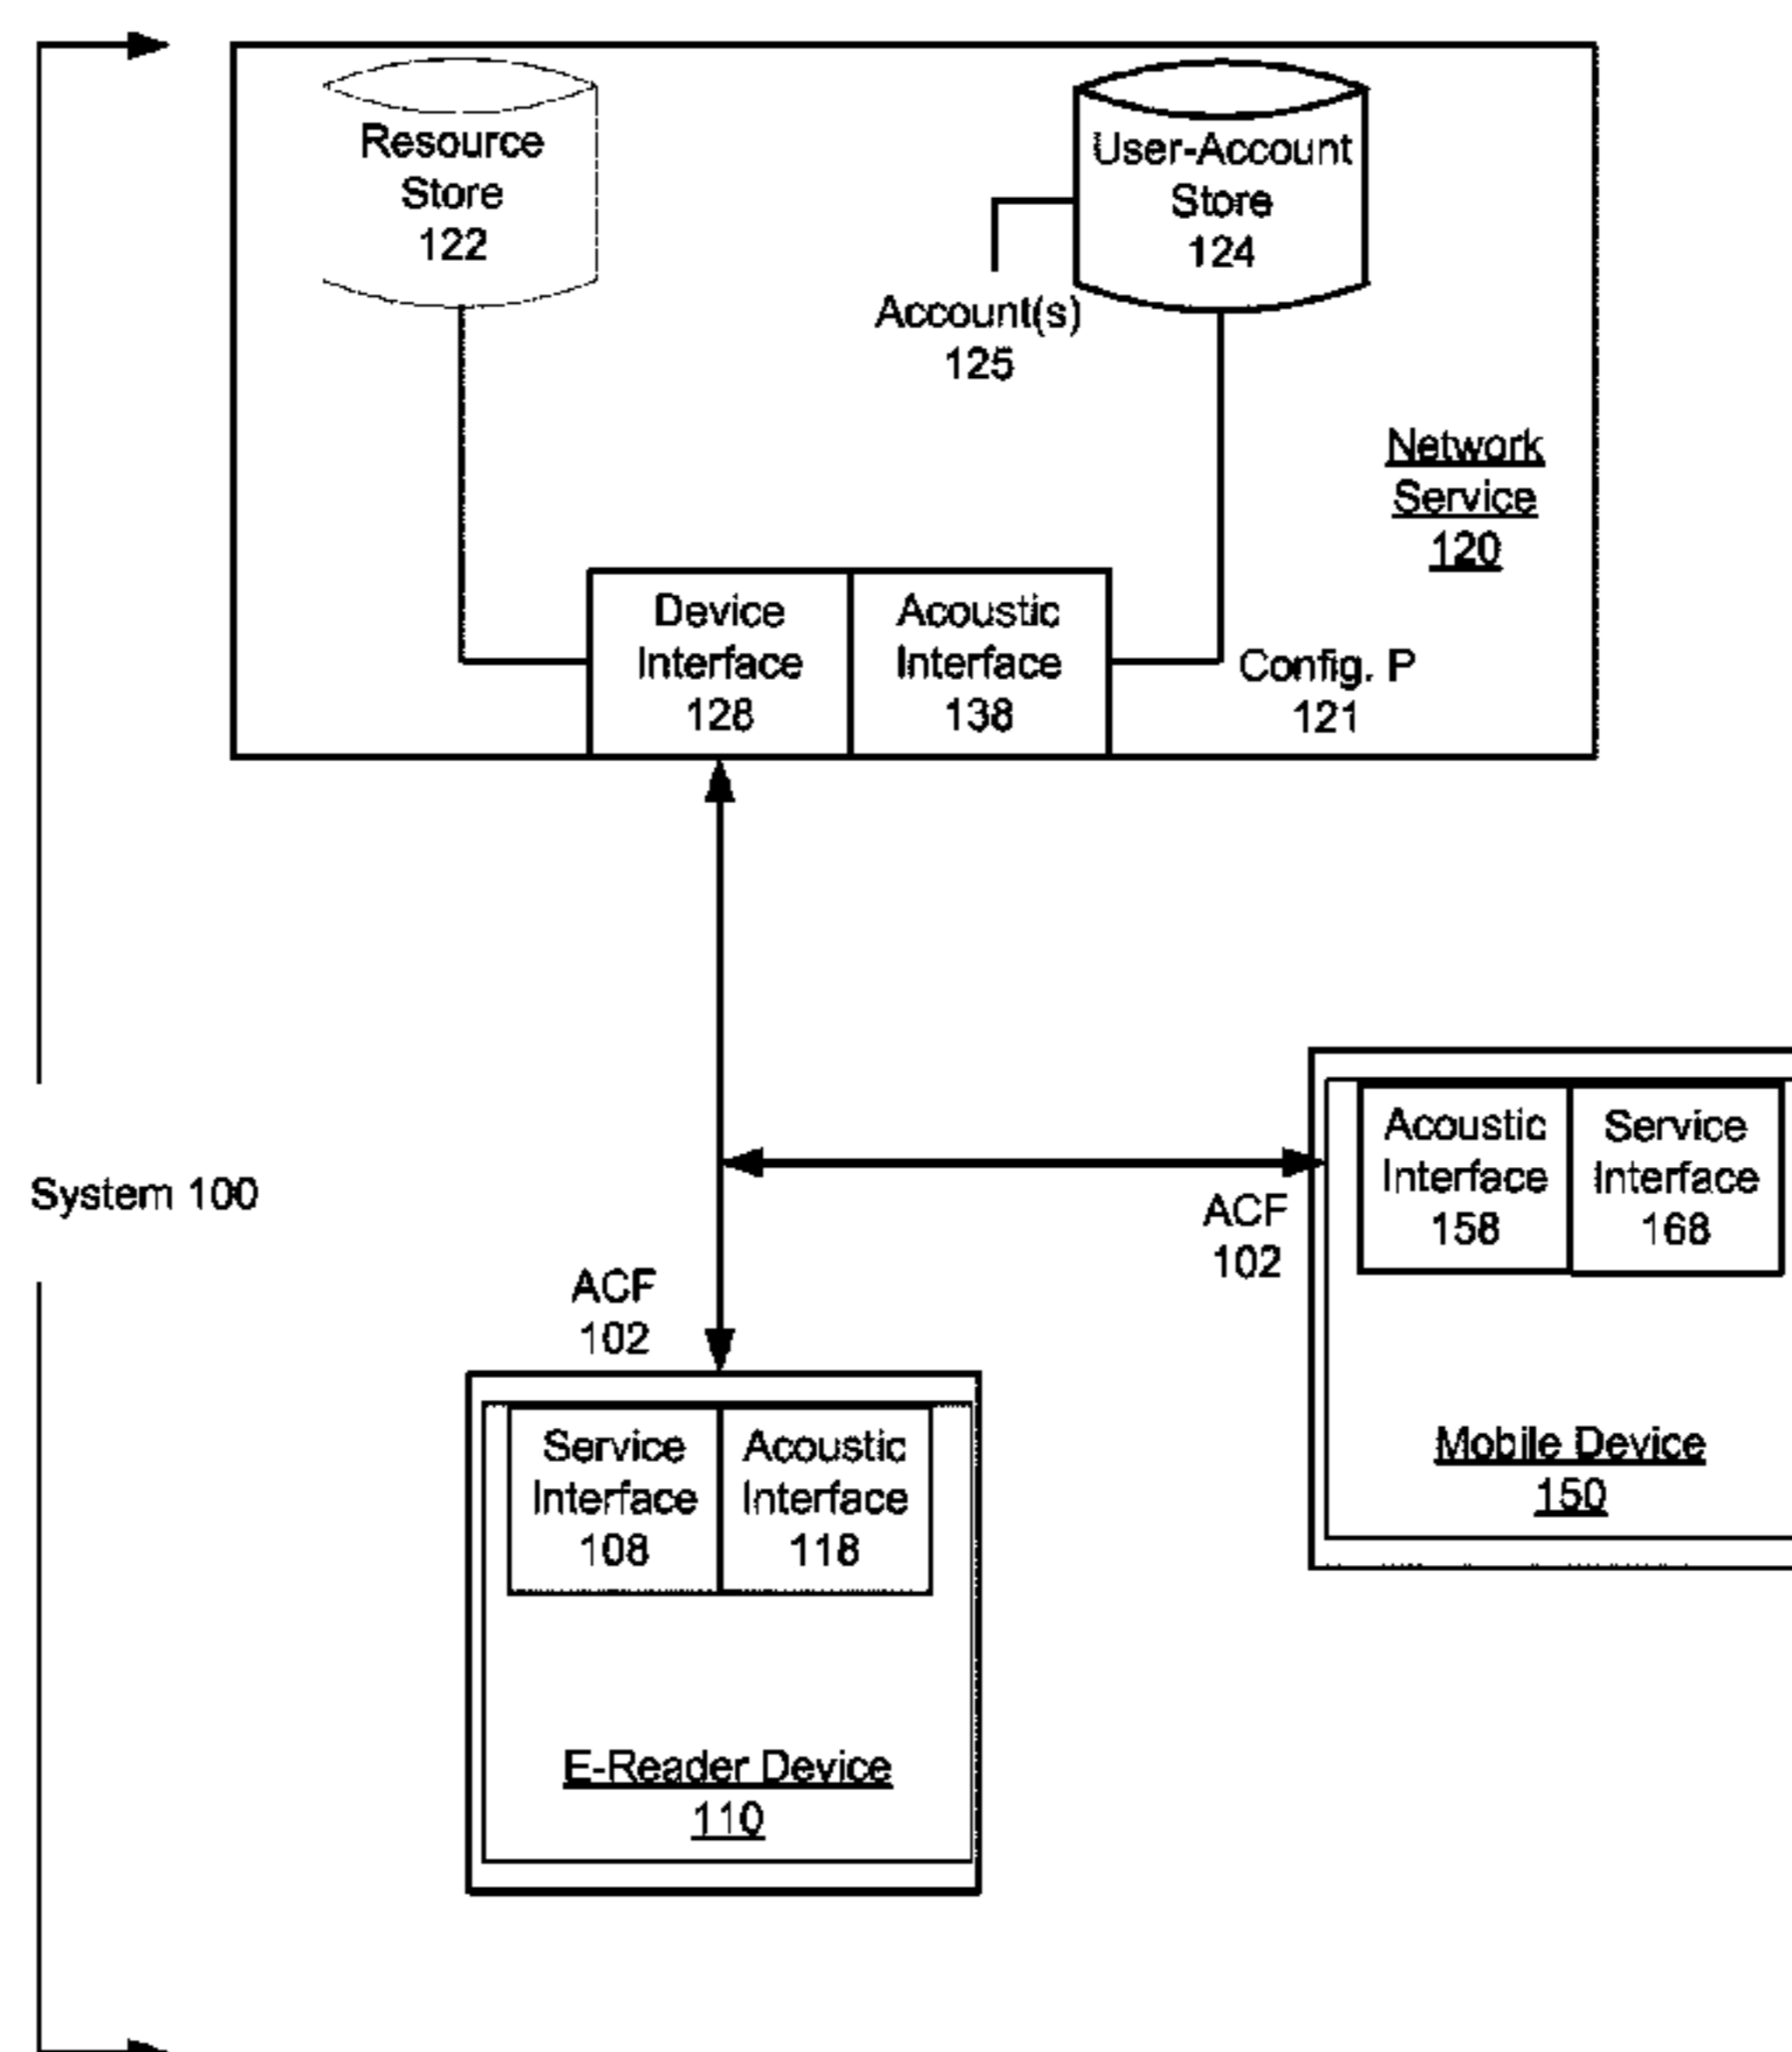 Resource
Store
122
User-Account
Store
124
Account(s)
125
Network
Service
120
Device
Interface
128
Acoustic
Interface
138
Config. P
121
System 100
Acoustic
Interface
158
Service
Interface
168
ACF
102
Mobile Device
150
ACF
102
Service
Interface
108
Acoustic
Interface
118
E-Reader Device
110